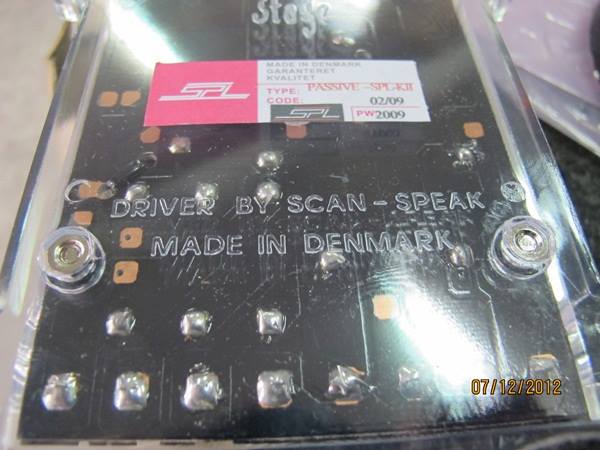 Stage
MADE IN DENMARK
GARANTERET
KVALITET
SPL
TYPE: PASSIVE -SPL-KII
CODE: 02/09
SPL PW2009
DRIVER BY SCAN-SPEAK ®
MADE IN DENMARK
07/12/2012